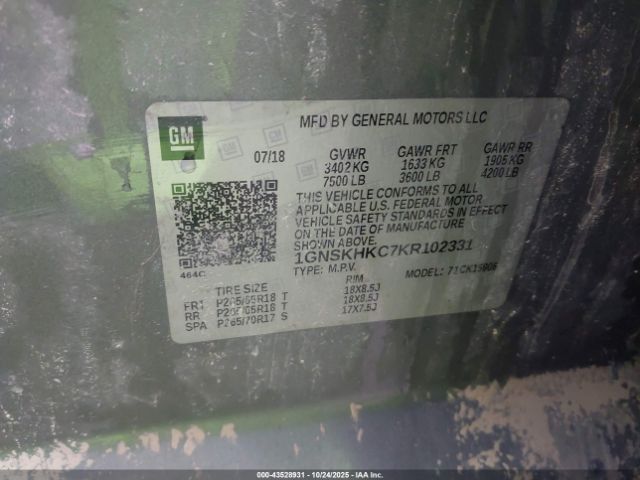 GM
MFD BY GENERAL MOTORS LLC
07/18 GVWR GAWR FRT GAWR RR
3402 KG 1633 KG 1905 KG
7500 LB 3600 LB 4200 LB
THIS VEHICLE CONFORMS TO ALL
APPLICABLE U.S. FEDERAL MOTOR
VEHICLE SAFETY STANDARDS IN EFFECT
ON THE DATE OF MANUFACTURE
SHOWN ABOVE.
1GNSKHKC7KR102331
464C TYPE: M.P.V. MODEL:
TIRE SIZE RIM
FRT P265/65R18 T 18X8.5J
RR P265/65R18 T 18X8.5J
SPA P265/70R17 S 17X7.5J
000-43528931 - 10/24/2025 - IAAI.COM